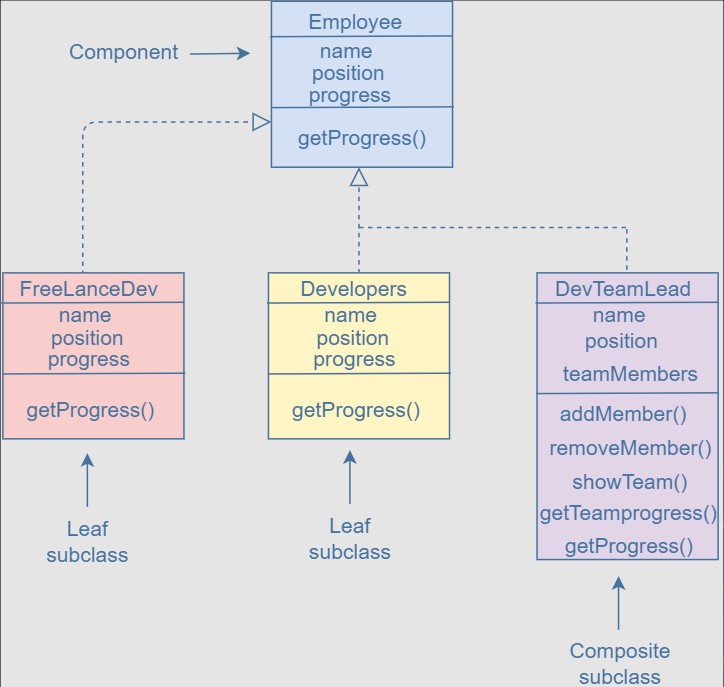 Employee
Component
name
position
progress
getProgress()
FreeLanceDev
name
position
progress
getProgress()
Leaf
subclass
Developers
name
position
progress
getProgress()
Leaf
subclass
DevTeamLead
name
position
teamMembers
addMember()
removeMember()
showTeam()
getTeamprogress()
getProgress()
Composite
subclass